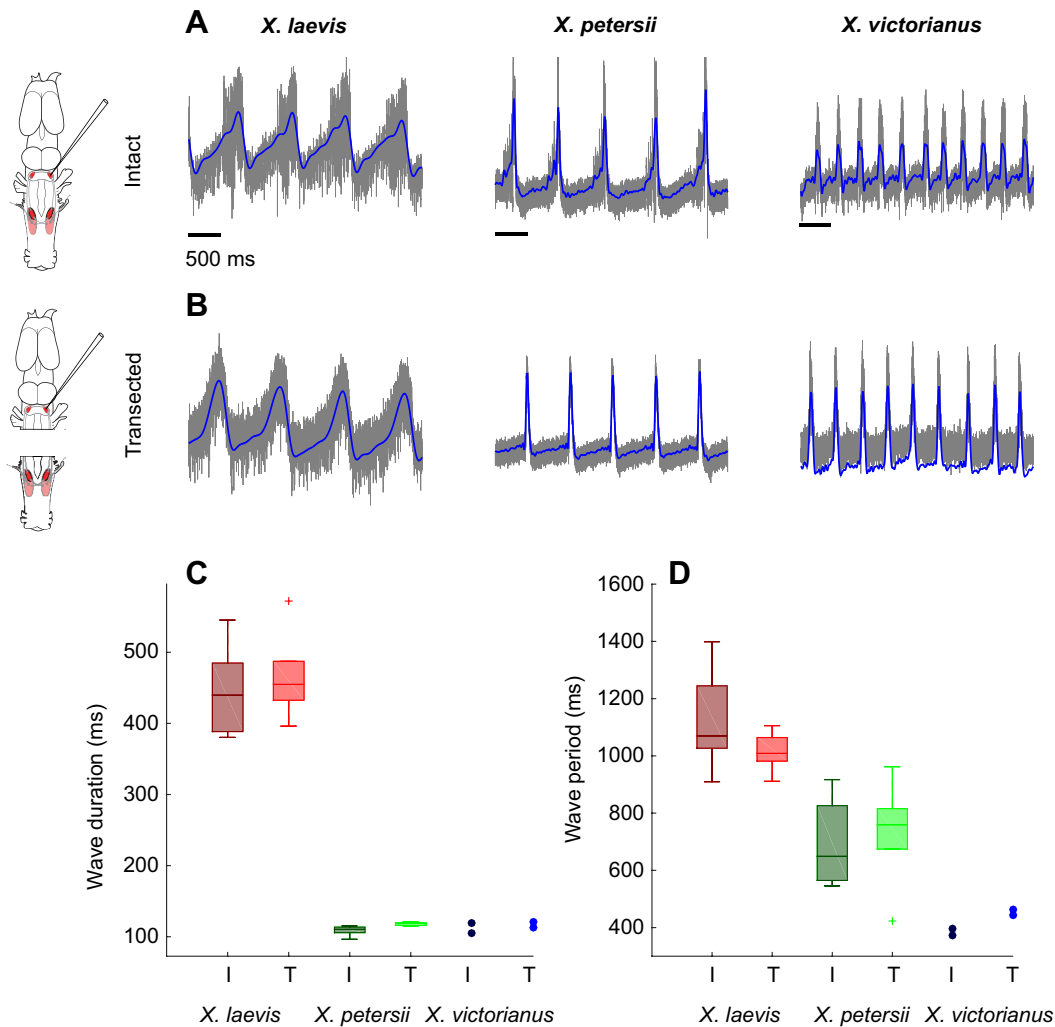 A
X. laevis
X. petersii
X. victorianus
Intact
500 ms
B
Transected
C
Wave duration (ms)
500
400
300
200
100
I
T
I
T
I
T
X. laevis
X. petersii
X. victorianus
D
Wave period (ms)
1600
1400
1200
1000
800
600
400
I
T
I
T
I
T
X. laevis
X. petersii
X. victorianus